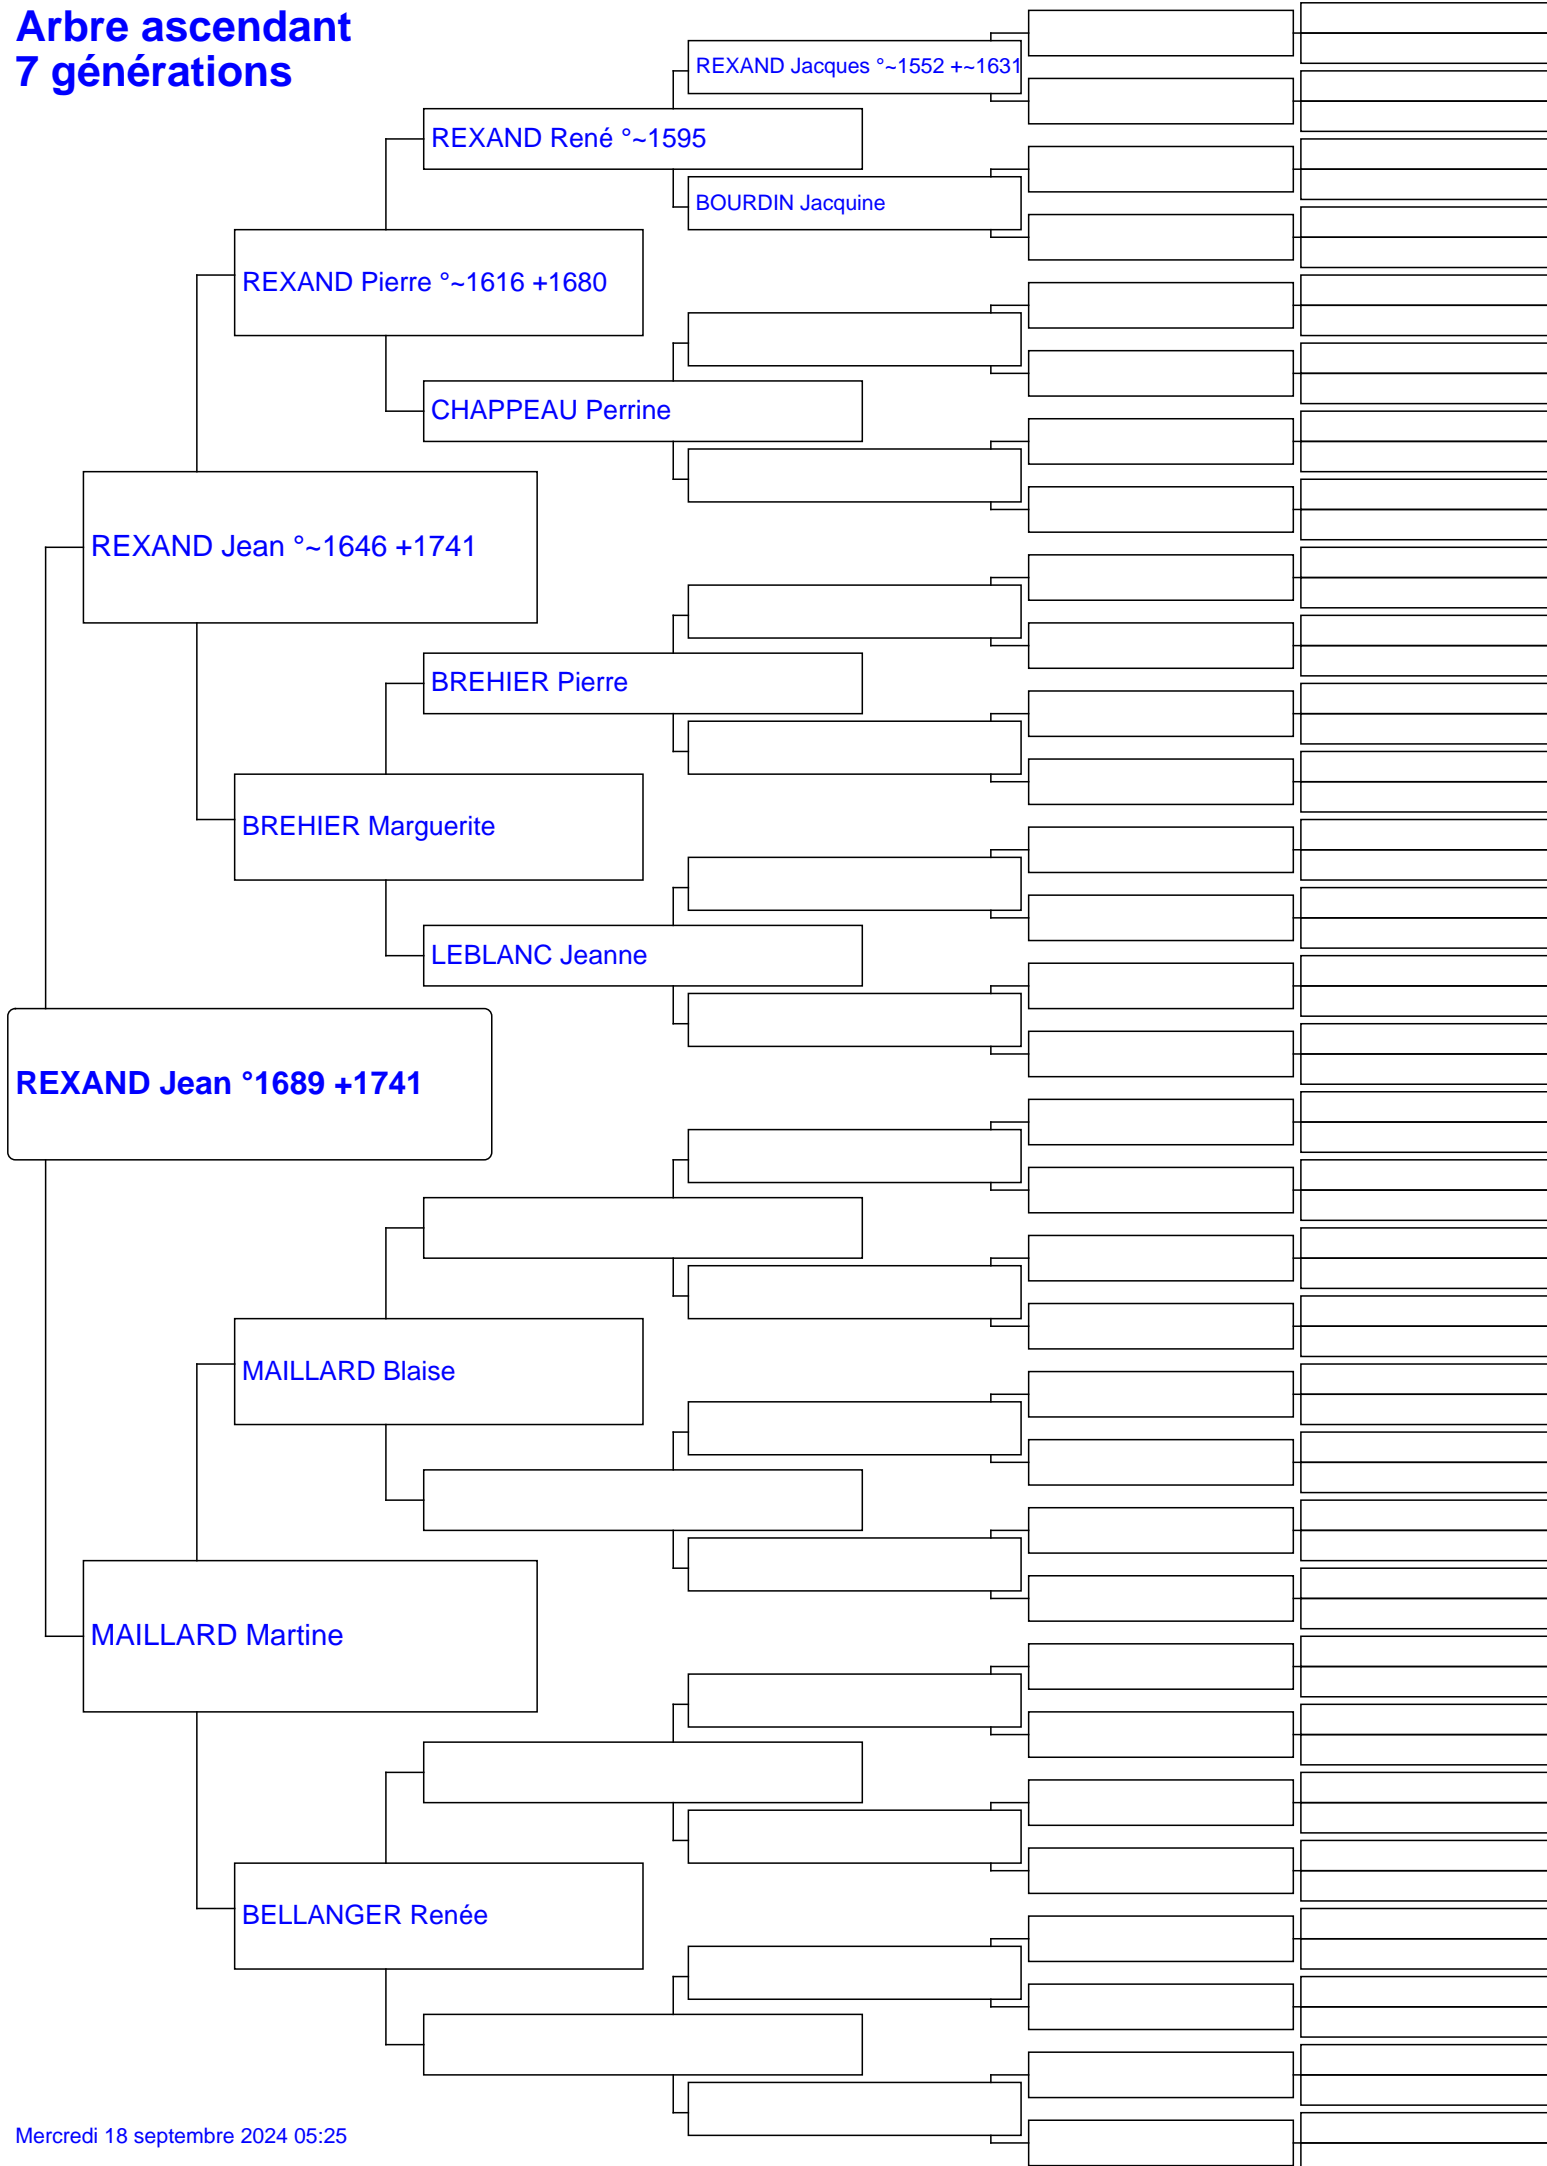 Arbre ascendant
7 générations
REXAND Jacques °~1552 +~1631
REXAND René °~1595
BOURDIN Jacquine
REXAND Pierre °~1616 +1680
CHAPPEAU Perrine
REXAND Jean °~1646 +1741
BREHIER Pierre
BREHIER Marguerite
LEBLANC Jeanne
REXAND Jean °1689 +1741
MAILLARD Blaise
MAILLARD Martine
BELLANGER Renée
Mercredi 18 septembre 2024 05:25